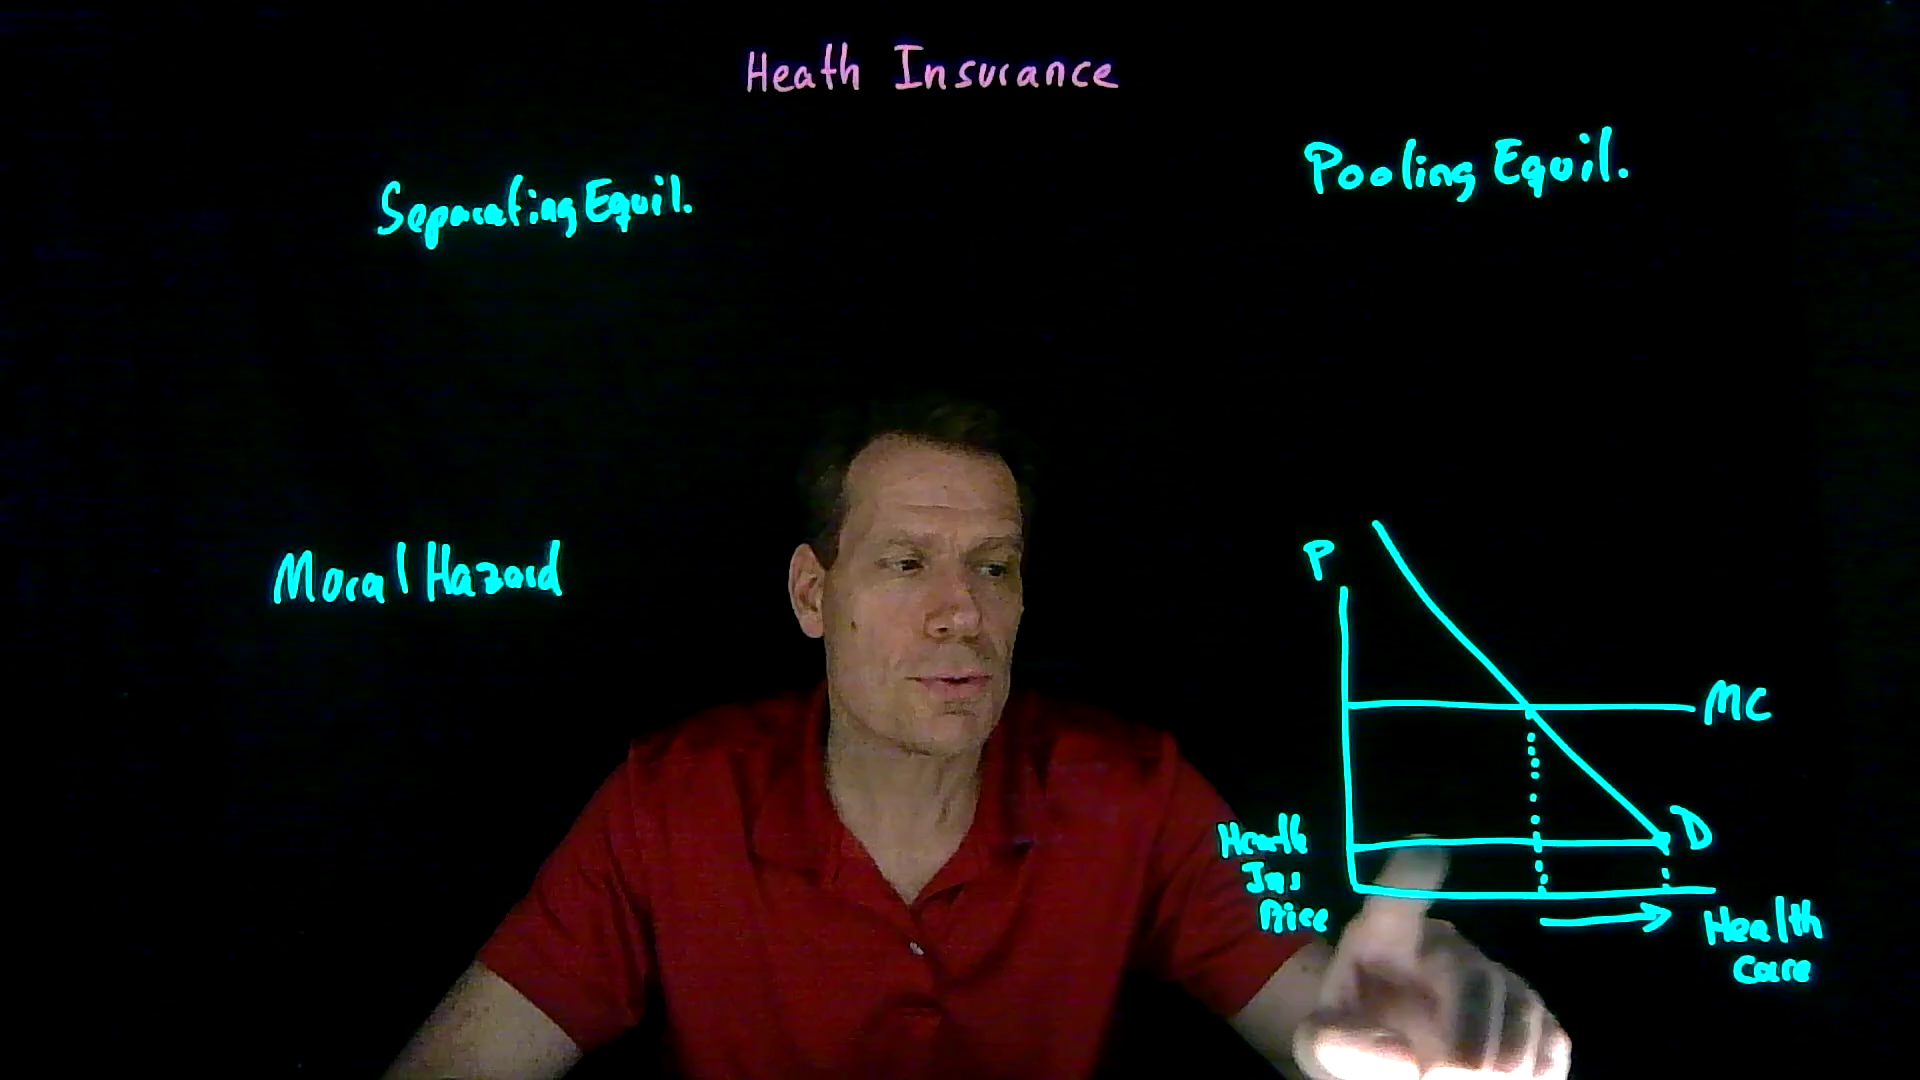 Heath Insurance
Separating Equil.
Pooling Equil.
Moral Hazard
P
MC
D
Health
Ins
Price
Health
Care